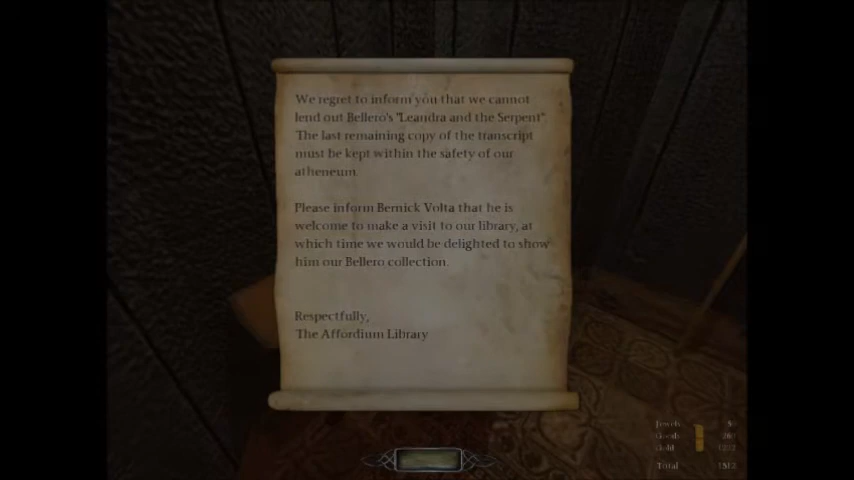 We regret to inform you that we cannot
lend out Bellero's "Leandra and the Serpent".
The last remaining copy of the transcript
must be kept within the safety of our
atheneum.
Please inform Bernick Volta that he is
welcome to make a visit to our library, at
which time we would be delighted to show
him our Bellero collection.
Respectfully,
The Affordium Library
Jewels
Goods
Gold
Total